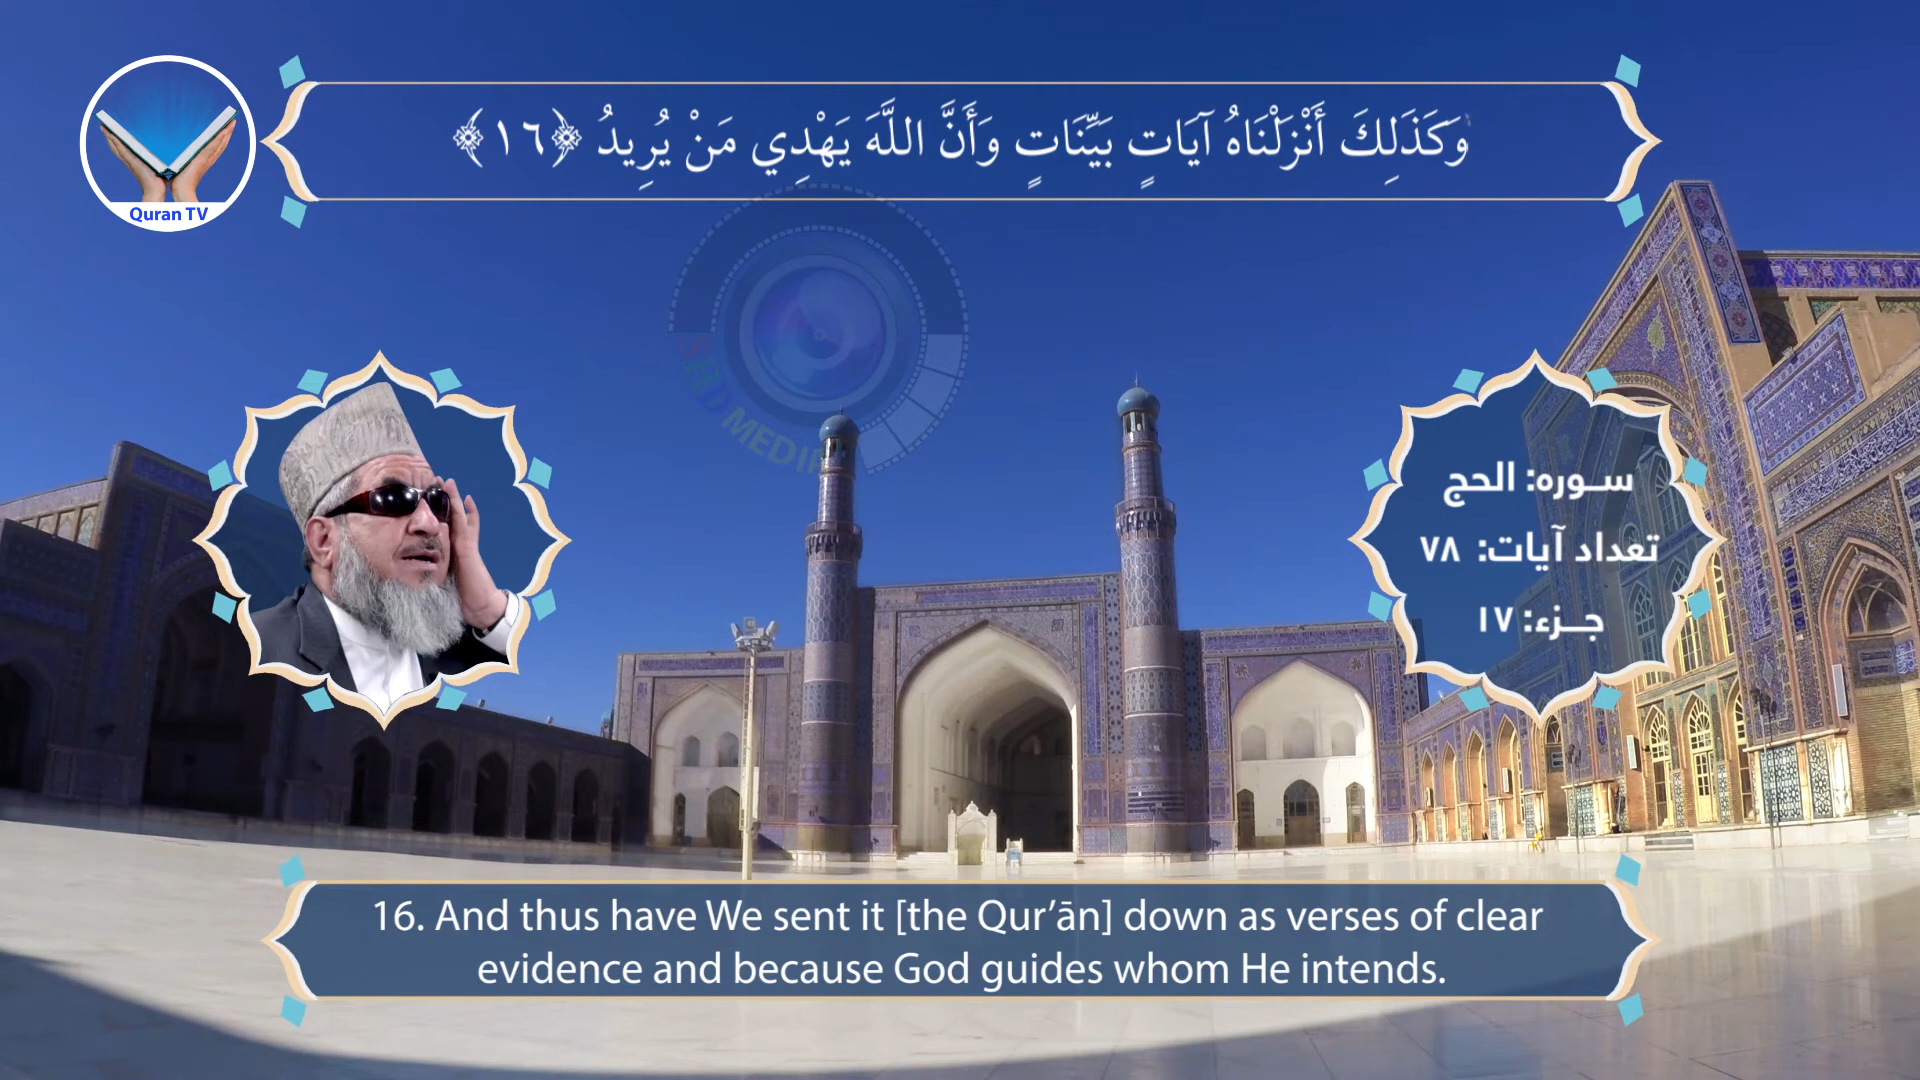 وَكَذَلِكَ أَنْزَلْنَاهُ آيَاتٍ بَيِّنَاتٍ وَأَنَّ اللَّهَ يَهْدِي مَنْ يُرِيدُ ﴿١٦﴾
Quran TV
SHD MEDIA
سوره: الحج
تعداد آیات: ۷۸
جزء: ۱۷
16. And thus have We sent it [the Qur’ān] down as verses of clear
evidence and because God guides whom He intends.